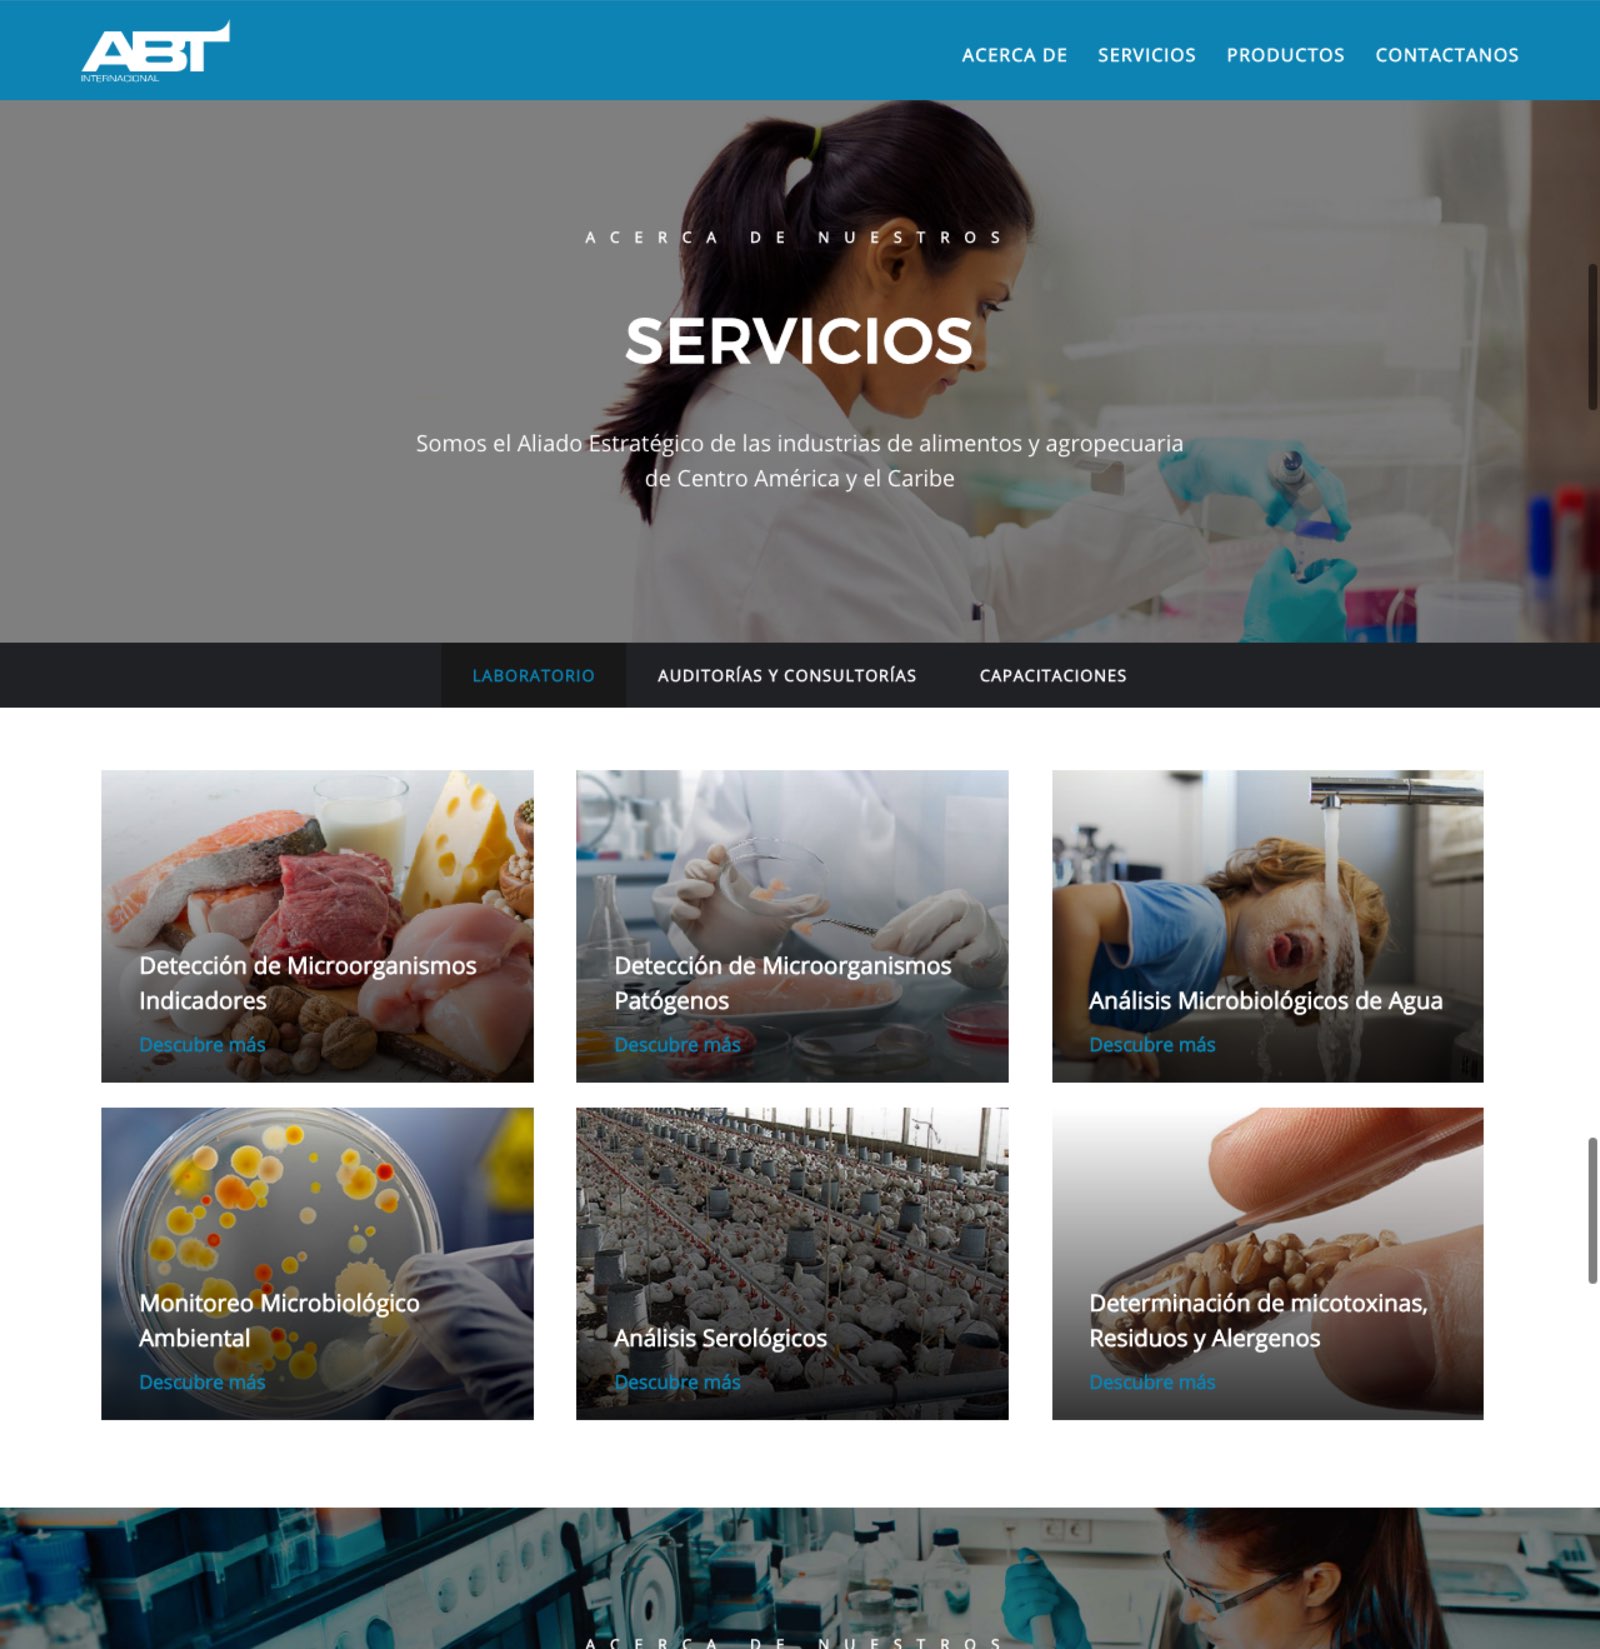 ABT
INTERNACIONAL
ACERCA DE SERVICIOS PRODUCTOS CONTACTANOS
ACERCA DE NUESTROS
SERVICIOS
Somos el Aliado Estratégico de las industrias de alimentos y agropecuaria
de Centro América y el Caribe
LABORATORIO AUDITORÍAS Y CONSULTORÍAS CAPACITACIONES
Detección de Microorganismos
Indicadores
Descubre más
Detección de Microorganismos
Patógenos
Descubre más
Análisis Microbiológicos de Agua
Descubre más
Monitoreo Microbiológico
Ambiental
Descubre más
Análisis Serológicos
Descubre más
Determinación de micotoxinas,
Residuos y Alergenos
Descubre más
ACERCA DE NUESTROS